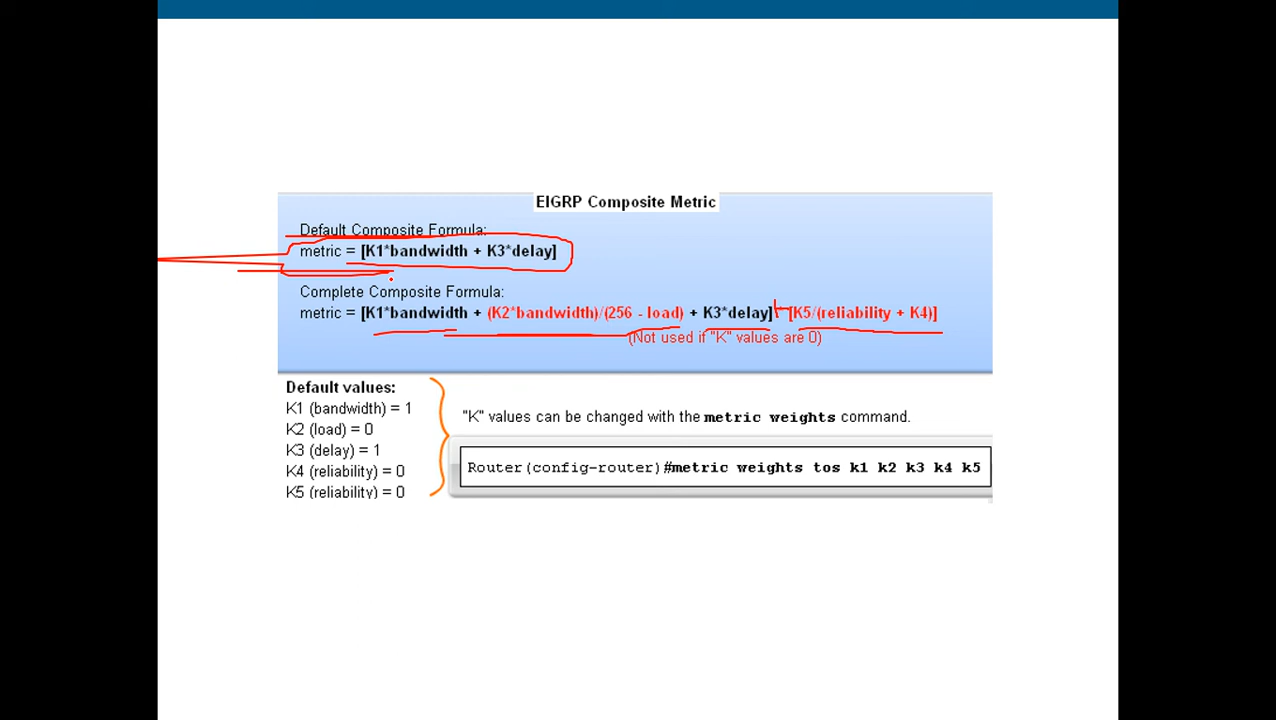 EIGRP Composite Metric
Default Composite Formula:
metric = [K1*bandwidth + K3*delay]
Complete Composite Formula:
metric = [K1*bandwidth + (K2*bandwidth)/(256 - load) + K3*delay] * [K5/(reliability + K4)]
(Not used if "K" values are 0)
Default values:
K1 (bandwidth) = 1
K2 (load) = 0
K3 (delay) = 1
K4 (reliability) = 0
K5 (reliability) = 0
"K" values can be changed with the metric weights command.
Router(config-router)#metric weights tos k1 k2 k3 k4 k5